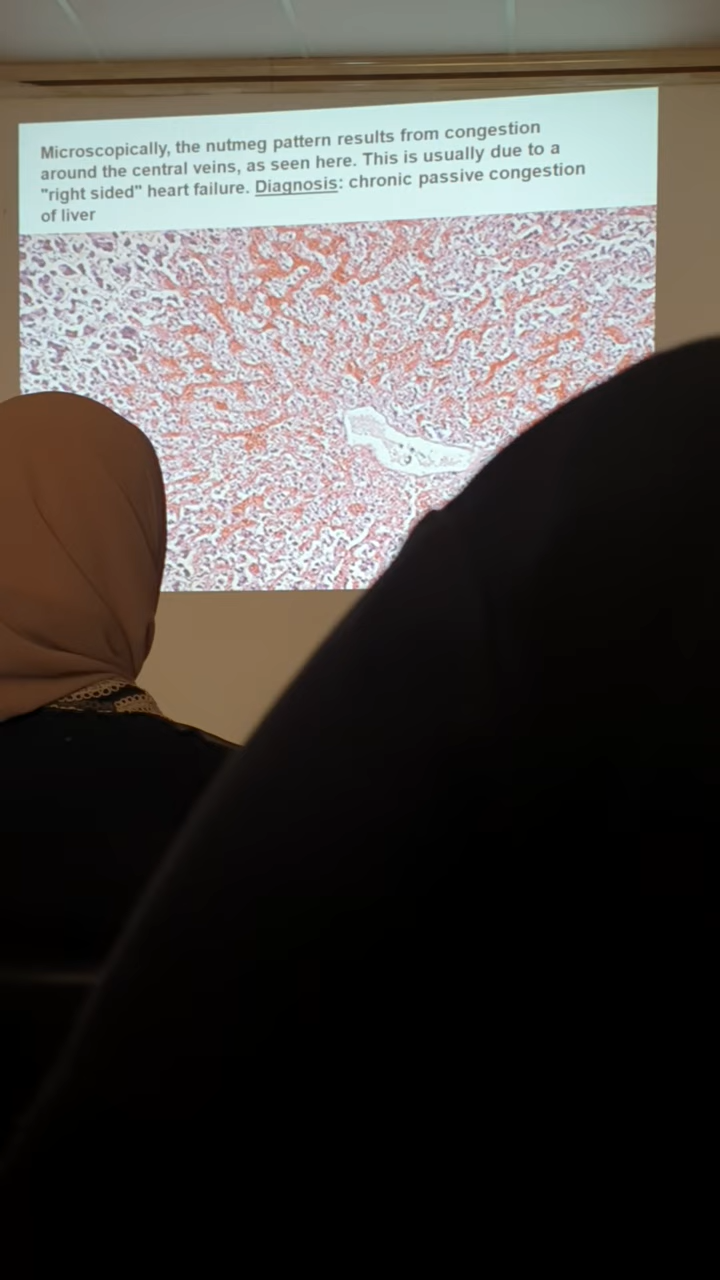 Microscopically, the nutmeg pattern results from congestion
around the central veins, as seen here. This is usually due to a
"right sided" heart failure. Diagnosis: chronic passive congestion
of liver